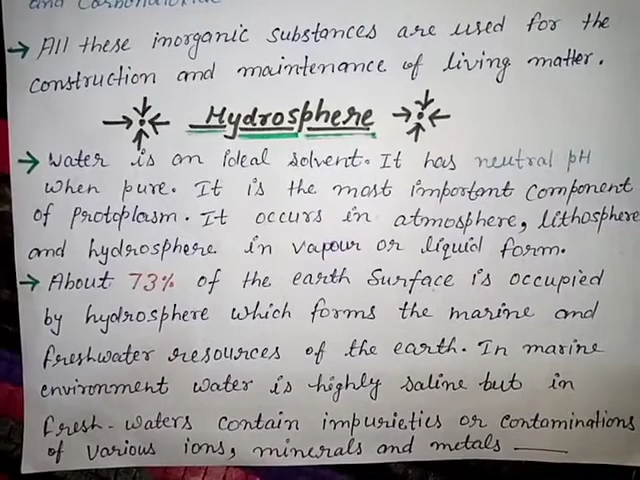 and Carbondioxide
→ All these inorganic substances are used for the
construction and maintenance of living matter.
Hydrosphere
→ Water is an ideal solvent. It has neutral pH
when pure. It is the most important component
of protoplasm. It occurs in atmosphere, lithosphere
and hydrosphere in vapour or liquid form.
→ About 73% of the earth surface is occupied
by hydrosphere which forms the marine and
freshwater resources of the earth. In marine
environment water is highly saline but in
fresh-waters contain impurieties or contaminations
of various ions, minerals and metals